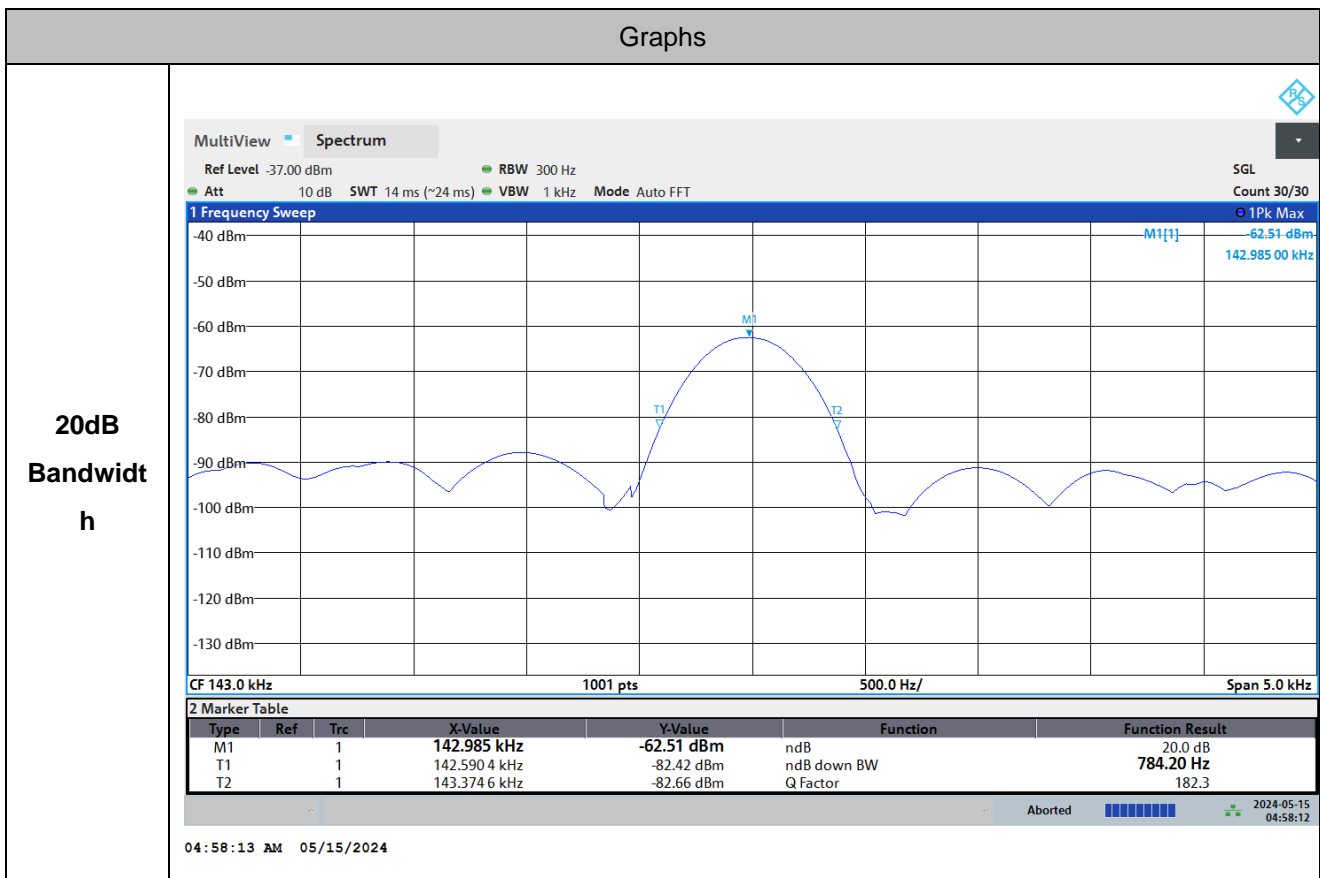 Graphs
20dB
Bandwidt
h
R&S
MultiView Spectrum
Ref Level -37.00 dBm RBW 300 Hz SGL
Att 10 dB SWT 14 ms (~24 ms) VBW 1 kHz Mode Auto FFT Count 30/30
1 Frequency Sweep 1Pk Max
-40 dBm M1[1] -62.51 dBm
142.985 00 kHz
-50 dBm
-60 dBm
M1
-70 dBm
T1 T2
-80 dBm
-90 dBm
-100 dBm
-110 dBm
-120 dBm
-130 dBm
CF 143.0 kHz 1001 pts 500.0 Hz/ Span 5.0 kHz
2 Marker Table
Type Ref Trc X-Value Y-Value Function Function Result
M1 1 142.985 kHz -62.51 dBm ndB 20.0 dB
T1 1 142.590 4 kHz -82.42 dBm ndB down BW 784.20 Hz
T2 1 143.374 6 kHz -82.66 dBm Q Factor 182.3
Aborted 2024-05-15
04:58:12
04:58:13 AM 05/15/2024